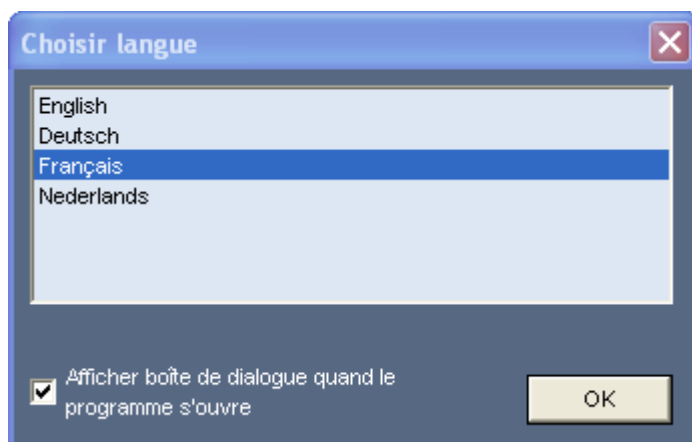 Choisir langue
English
Deutsch
Français
Nederlands
Afficher boîte de dialogue quand le
programme s'ouvre
OK